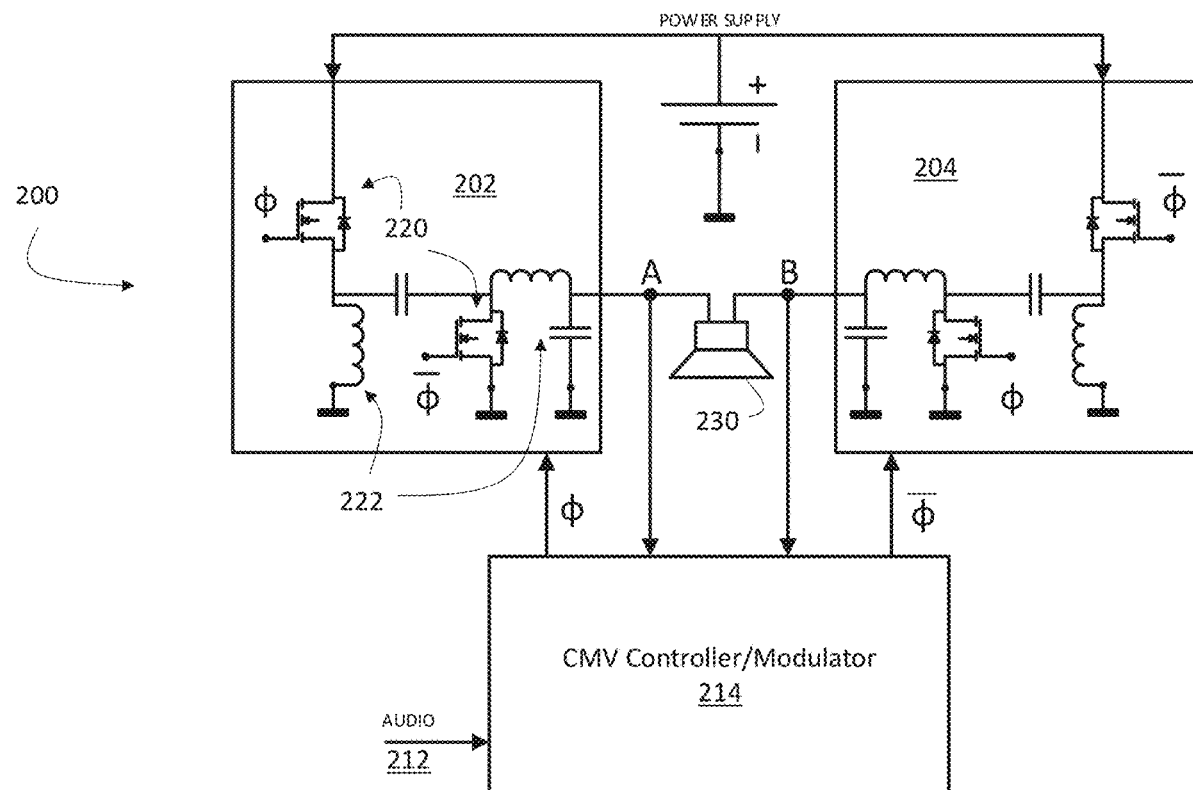 POWER SUPPLY
+
200
ϕ
202
220
A
B
204
ϕ̅
ϕ̅
230
ϕ
222
ϕ
ϕ̅
CMV Controller/Modulator
214
AUDIO
212